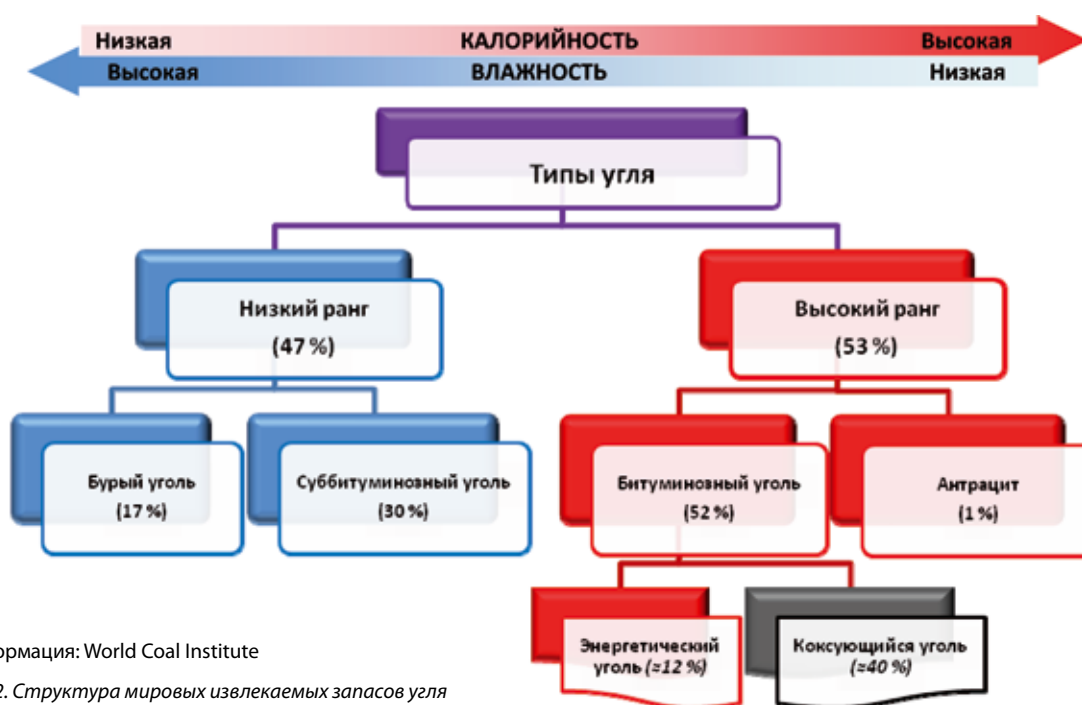 Низкая КАЛОРИЙНОСТЬ Высокая
Высокая ВЛАЖНОСТЬ Низкая
Типы угля
Низкий ранг
(47 %)
Высокий ранг
(53 %)
Бурый уголь
(17 %)
Суббитуминозный уголь
(30 %)
Битуминозный уголь
(52 %)
Антрацит
(1 %)
Энергетический
уголь (≈12 %)
Коксующийся уголь
(≈40 %)
ормация: World Coal Institute
2. Структура мировых извлекаемых запасов угля